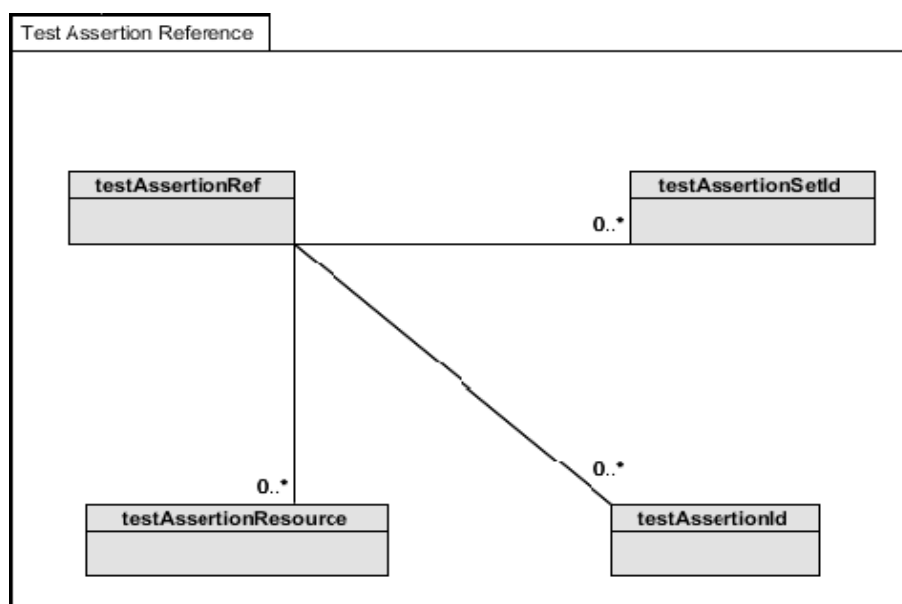 Test Assertion Reference
testAssertionRef
testAssertionSetId
0..*
0..*
0..*
testAssertionResource
testAssertionId